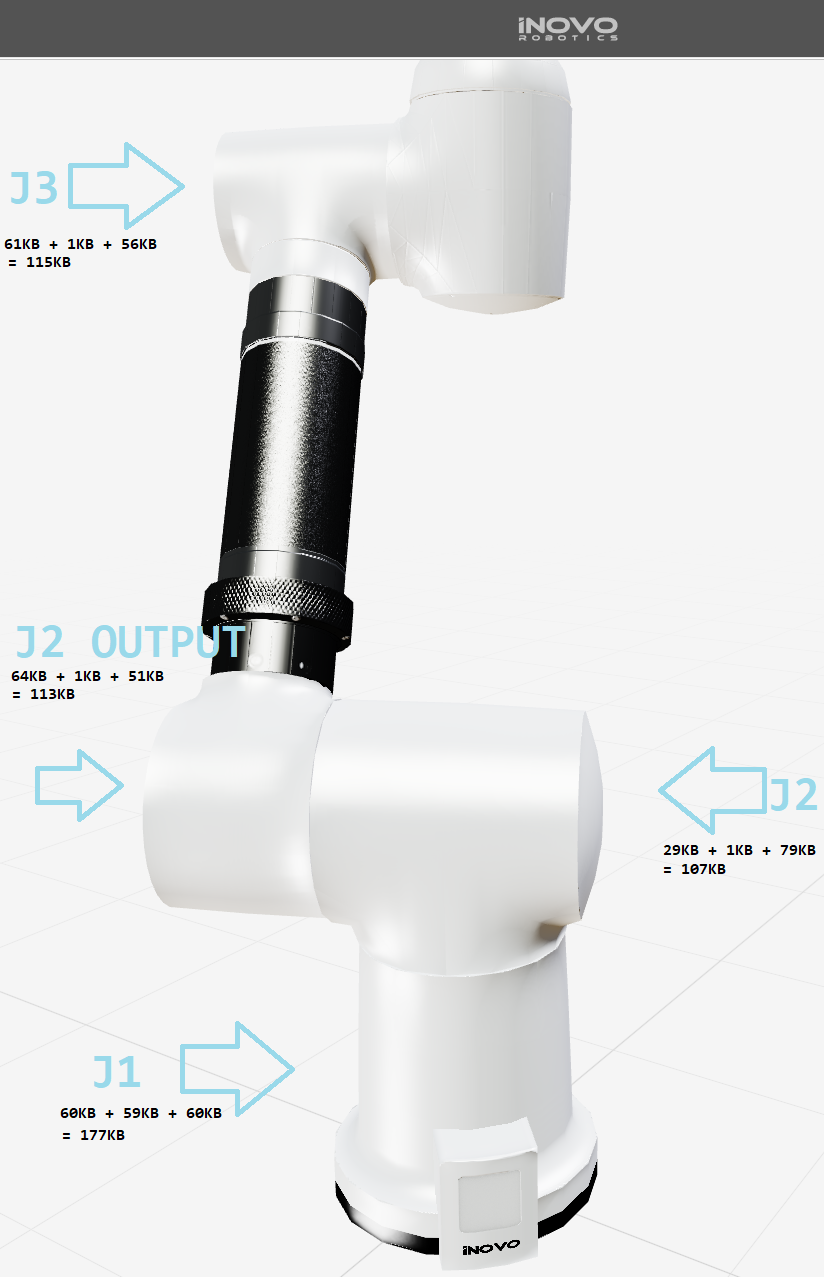 INOVO
ROBOTICS
J3
61KB + 1KB + 56KB
= 115KB
J2 OUTPUT
64KB + 1KB + 51KB
= 113KB
J2
29KB + 1KB + 79KB
= 107KB
J1
60KB + 59KB + 60KB
= 177KB
INOVO